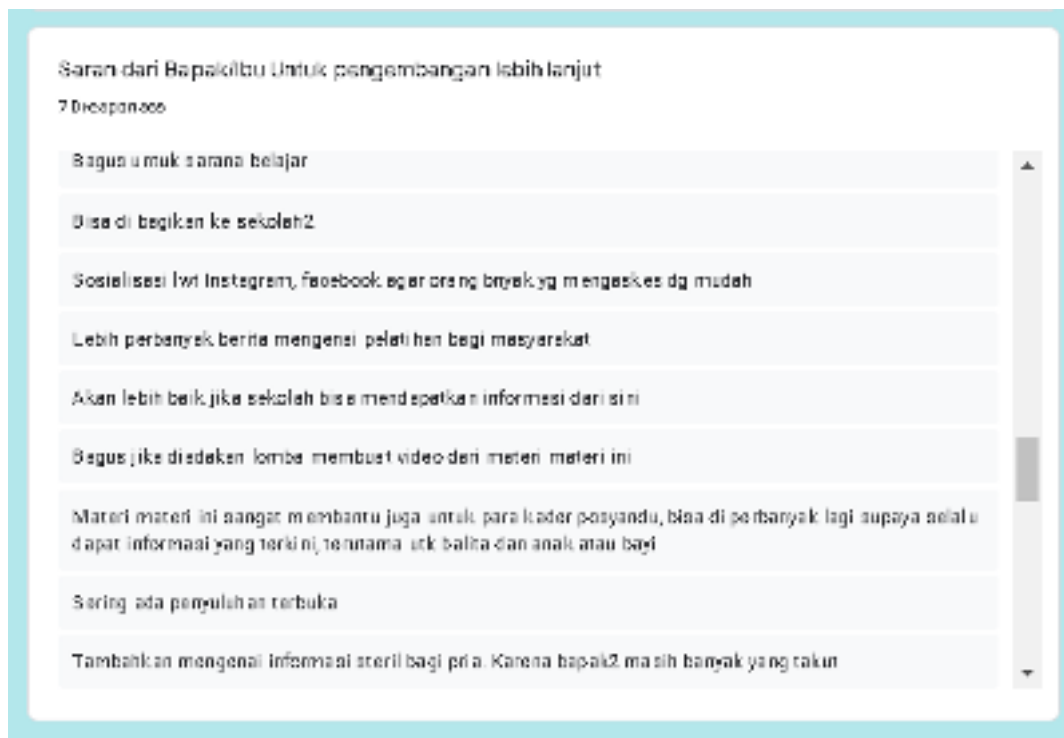 Saran dari Bapak/Ibu Untuk pengembangan lebih lanjut
responses
Bagus untuk sarana belajar
Bisa di bagikan ke sekolah2
Sosialisasi lwt Instagram, facebook agar orang bnyak yg mengaskes dg mudah
Lebih perbanyak berita mengenai pelatihan bagi masyarakat
Akan lebih baik jika sekolah bisa mendapatkan informasi dari sini
Bagus jika diadakan lomba membuat video dari materi materi ini
Materi materi ini sangat membantu juga untuk para kader posyandu, bisa di perbanyak lagi supaya selalu
dapat informasi yang terkini, terutama utk balita dan anak atau bayi
Sering ada penyuluhan terbuka
Tambahkan mengenai informasi steril bagi pria. Karena bapak2 masih banyak yang takut